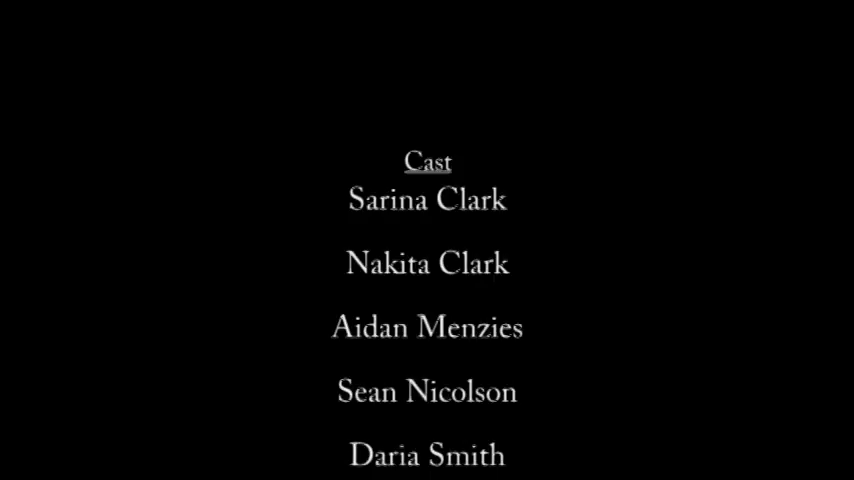 Cast
Sarina Clark
Nakita Clark
Aidan Menzies
Sean Nicolson
Daria Smith